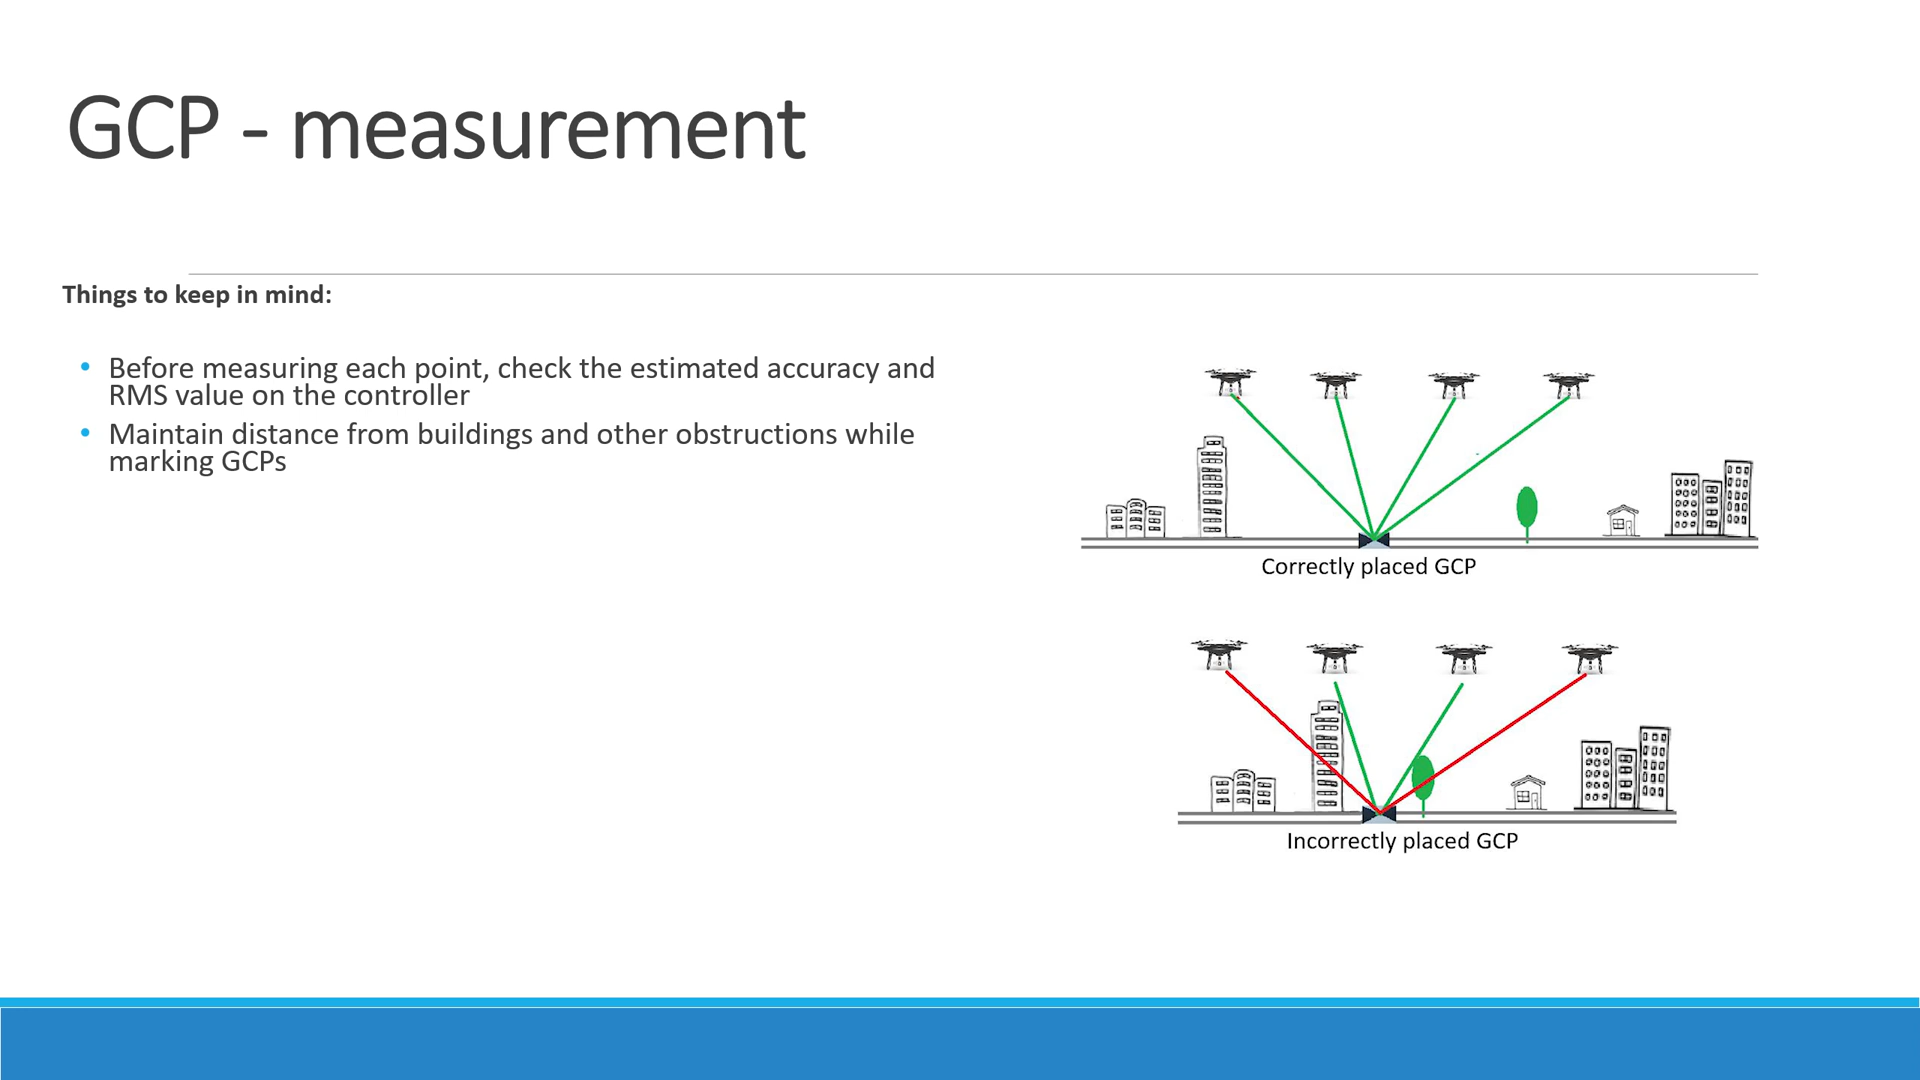 GCP - measurement
Things to keep in mind:
• Before measuring each point, check the estimated accuracy and
RMS value on the controller
• Maintain distance from buildings and other obstructions while
marking GCPs
Correctly placed GCP
Incorrectly placed GCP